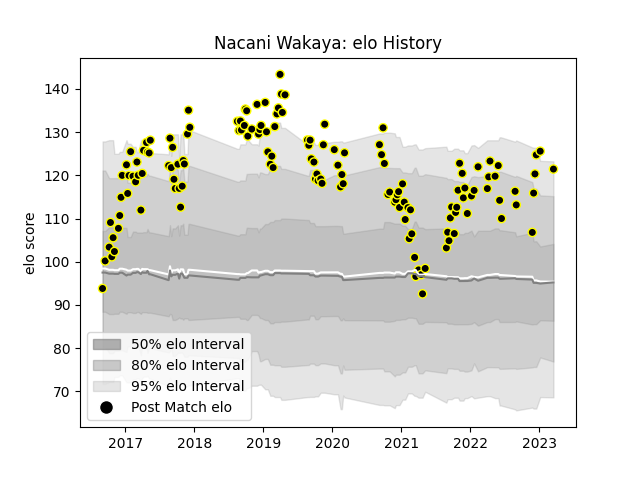 Nacani Wakaya: elo History
elo score
140
130
120
110
100
90
80
70
50% elo Interval
80% elo Interval
95% elo Interval
Post Match elo
2017 2018 2019 2020 2021 2022 2023